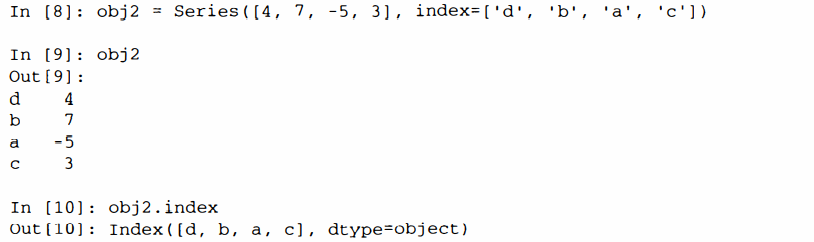 In [8]: obj2 = Series([4, 7, -5, 3], index=['d', 'b', 'a', 'c'])
In [9]: obj2
Out[9]:
d    4
b    7
a   -5
c    3
In [10]: obj2.index
Out[10]: Index([d, b, a, c], dtype=object)